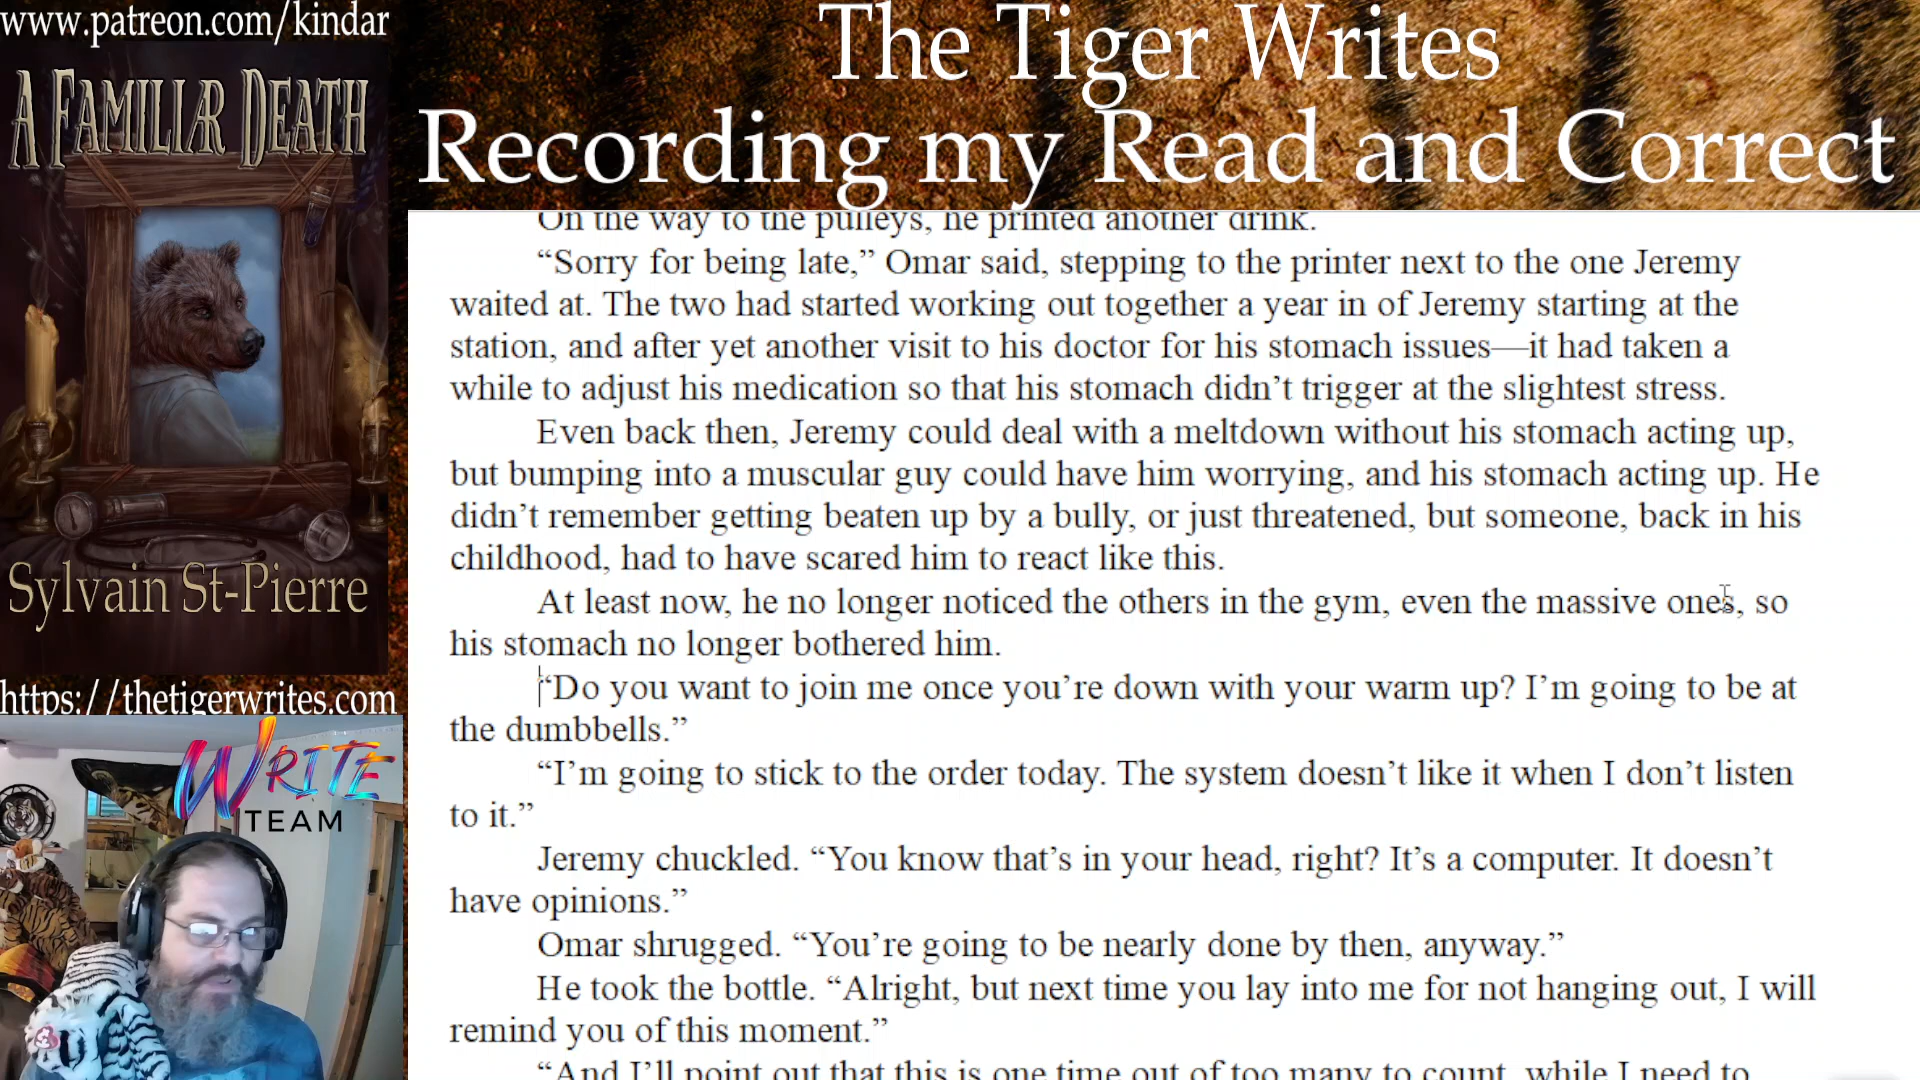 www.patreon.com/kindar
A FAMILIAR DEATH
Sylvain St-Pierre
https://thetigerwrites.com
WRITE
TEAM
The Tiger Writes
Recording my Read and Correct
On the way to the pulleys, he printed another drink.
“Sorry for being late,” Omar said, stepping to the printer next to the one Jeremy
waited at. The two had started working out together a year in of Jeremy starting at the
station, and after yet another visit to his doctor for his stomach issues—it had taken a
while to adjust his medication so that his stomach didn’t trigger at the slightest stress.
Even back then, Jeremy could deal with a meltdown without his stomach acting up,
but bumping into a muscular guy could have him worrying, and his stomach acting up. He
didn’t remember getting beaten up by a bully, or just threatened, but someone, back in his
childhood, had to have scared him to react like this.
At least now, he no longer noticed the others in the gym, even the massive ones, so
his stomach no longer bothered him.
“Do you want to join me once you’re down with your warm up? I’m going to be at
the dumbbells.”
“I’m going to stick to the order today. The system doesn’t like it when I don’t listen
to it.”
Jeremy chuckled. “You know that’s in your head, right? It’s a computer. It doesn’t
have opinions.”
Omar shrugged. “You’re going to be nearly done by then, anyway.”
He took the bottle. “Alright, but next time you lay into me for not hanging out, I will
remind you of this moment.”
“And I’ll point out that this is one time out of too many to count, while I need to